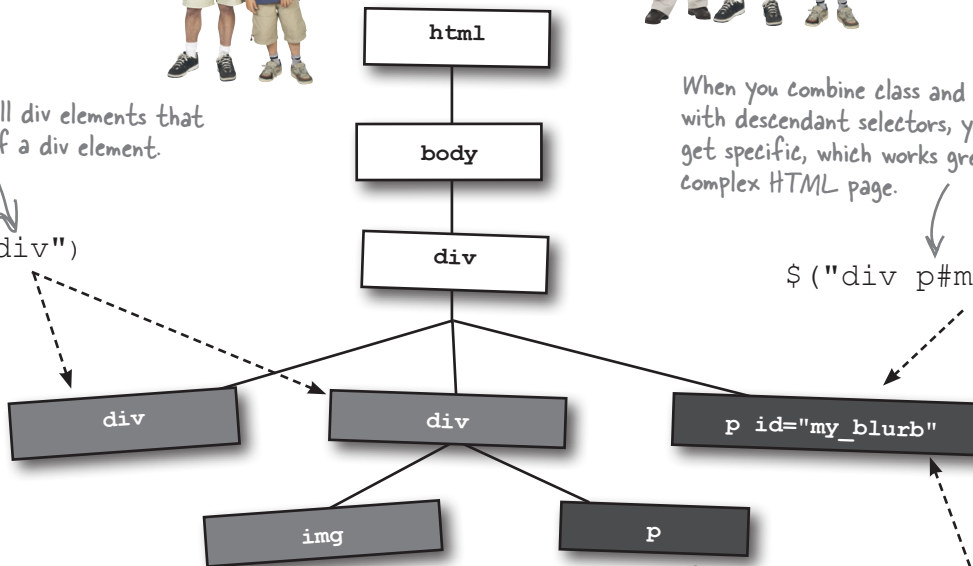 html
ll div elements that
f a div element.
When you combine class and
with descendant selectors, y
get specific, which works gre
complex HTML page.
body
div")
div
$("div p#m
div
div
p id="my_blurb"
img
p